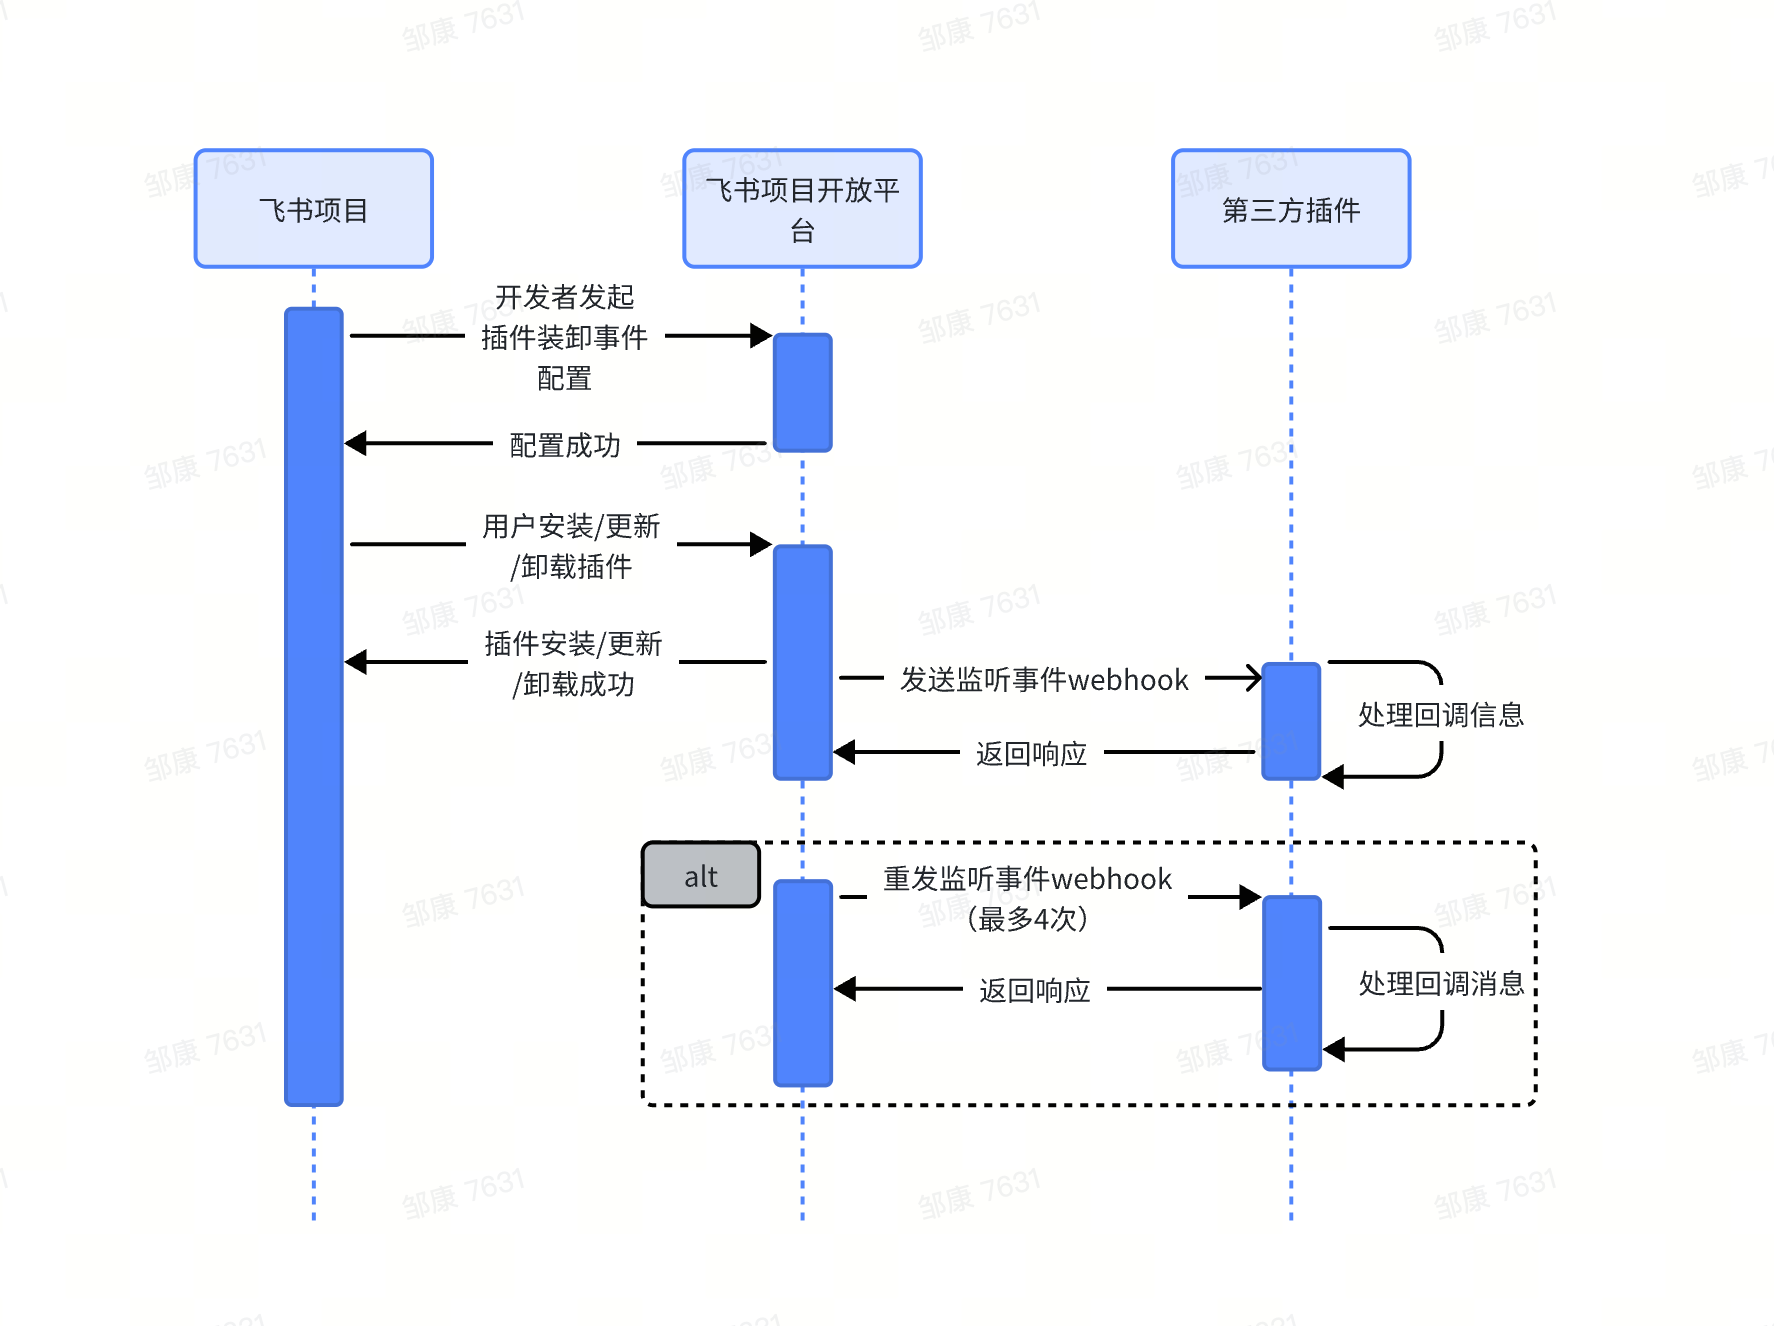 飞书项目
飞书项目开放平
台
第三方插件
开发者发起
插件装卸事件
配置
配置成功
用户安装/更新
/卸载插件
插件安装/更新
/卸载成功
发送监听事件webhook
处理回调信息
返回响应
alt
重发监听事件webhook
（最多4次）
处理回调消息
返回响应
邹康 7631